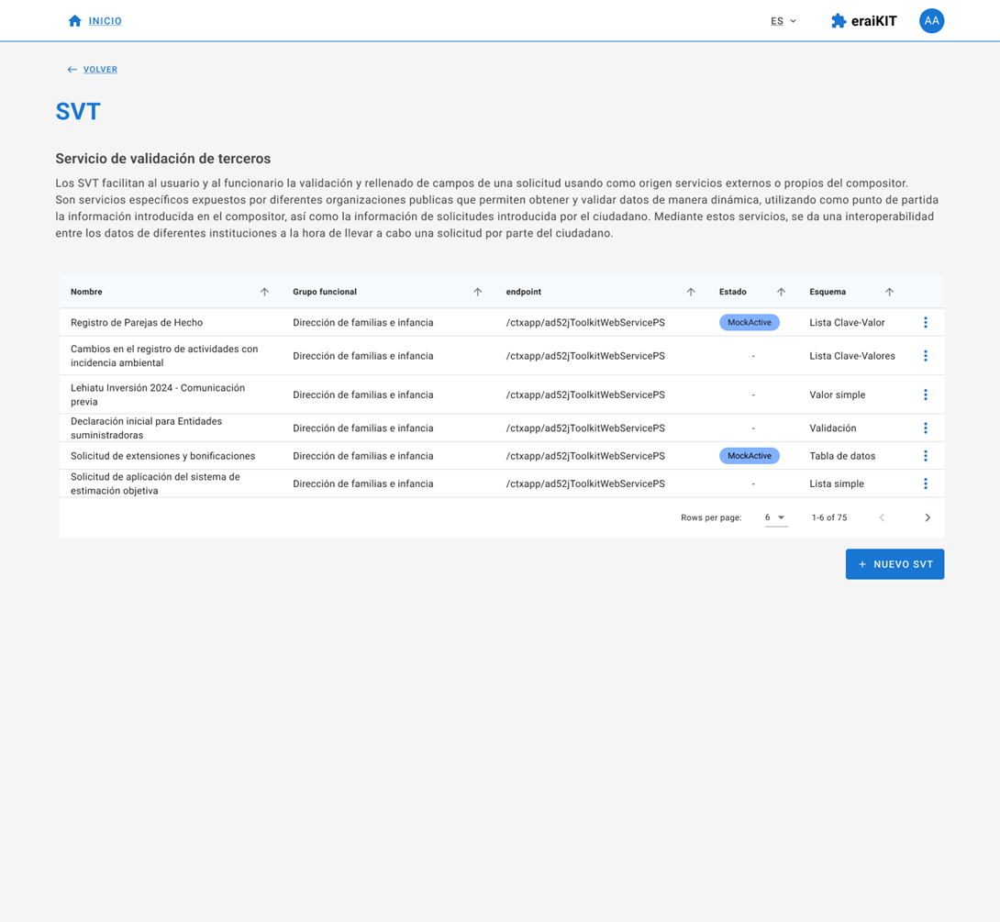 INICIO
ES
eraiKIT
AA
VOLVER
SVT
Servicio de validación de terceros
Los SVT facilitan al usuario y al funcionario la validación y rellenado de campos de una solicitud usando como origen servicios externos o propios del compositor.
Son servicios específicos expuestos por diferentes organizaciones publicas que permiten obtener y validar datos de manera dinámica, utilizando como punto de partida
la información introducida en el compositor, así como la información de solicitudes introducida por el ciudadano. Mediante estos servicios, se da una interoperabilidad
entre los datos de diferentes instituciones a la hora de llevar a cabo una solicitud por parte del ciudadano.
Nombre Grupo funcional endpoint Estado Esquema
Registro de Parejas de Hecho Dirección de familias e infancia /ctxapp/ad52jToolkitWebServicePS MockActive Lista Clave-Valor
Cambios en el registro de actividades con
incidencia ambiental Dirección de familias e infancia /ctxapp/ad52jToolkitWebServicePS - Lista Clave-Valores
Lehiatu Inversión 2024 - Comunicación
previa Dirección de familias e infancia /ctxapp/ad52jToolkitWebServicePS - Valor simple
Declaración inicial para Entidades
suministradoras Dirección de familias e infancia /ctxapp/ad52jToolkitWebServicePS - Validación
Solicitud de extensiones y bonificaciones Dirección de familias e infancia /ctxapp/ad52jToolkitWebServicePS MockActive Tabla de datos
Solicitud de aplicación del sistema de
estimación objetiva Dirección de familias e infancia /ctxapp/ad52jToolkitWebServicePS - Lista simple
Rows per page: 6 1-6 of 75
+ NUEVO SVT